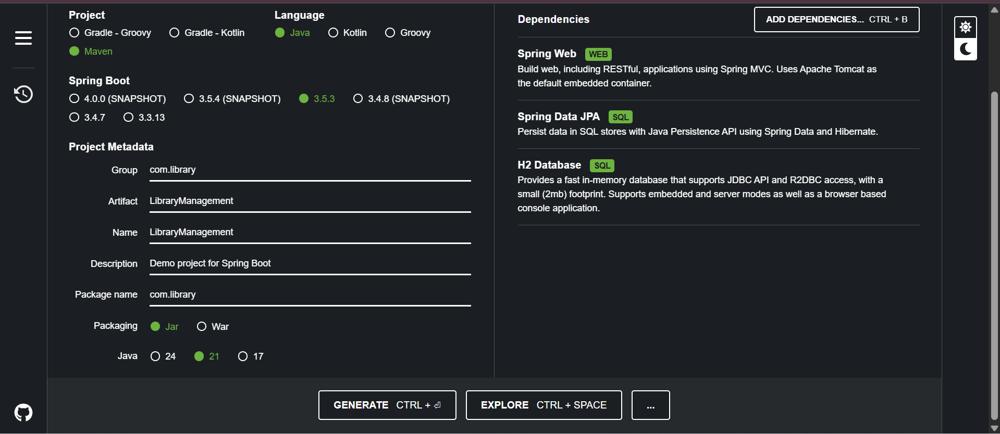 Project
Gradle - Groovy Gradle - Kotlin
Maven
Language
Java Kotlin Groovy
Spring Boot
4.0.0 (SNAPSHOT) 3.5.4 (SNAPSHOT) 3.5.3 3.4.8 (SNAPSHOT)
3.4.7 3.3.13
Project Metadata
Group com.library
Artifact LibraryManagement
Name LibraryManagement
Description Demo project for Spring Boot
Package name com.library
Packaging Jar War
Java 24 21 17
Dependencies
ADD DEPENDENCIES... CTRL + B
Spring Web WEB
Build web, including RESTful, applications using Spring MVC. Uses Apache Tomcat as
the default embedded container.
Spring Data JPA SQL
Persist data in SQL stores with Java Persistence API using Spring Data and Hibernate.
H2 Database SQL
Provides a fast in-memory database that supports JDBC API and R2DBC access, with a
small (2mb) footprint. Supports embedded and server modes as well as a browser based
console application.
GENERATE CTRL + ⏎
EXPLORE CTRL + SPACE
...